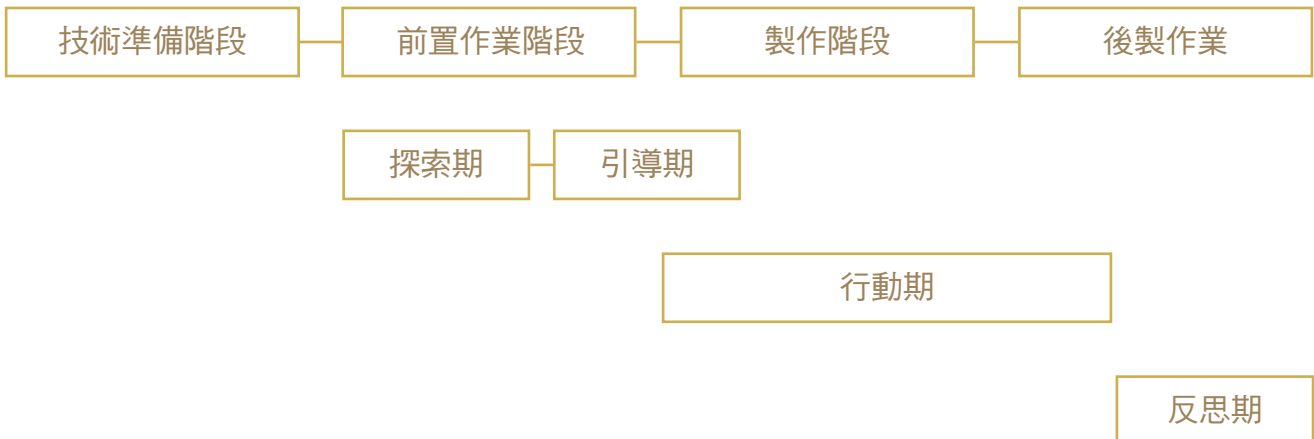 技術準備階段
前置作業階段
製作階段
後製作業
探索期
引導期
行動期
反思期